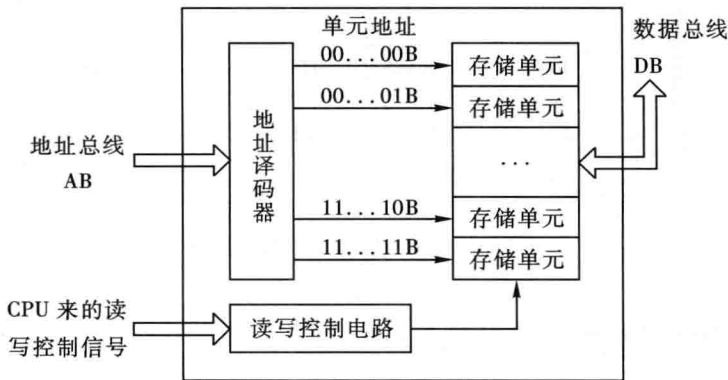 单元地址
数据总线
DB
00...00B
存储单元
00...01B
存储单元
地址译码器
地址总线
AB
...
11...10B
存储单元
11...11B
存储单元
CPU 来的读
写控制信号
读写控制电路